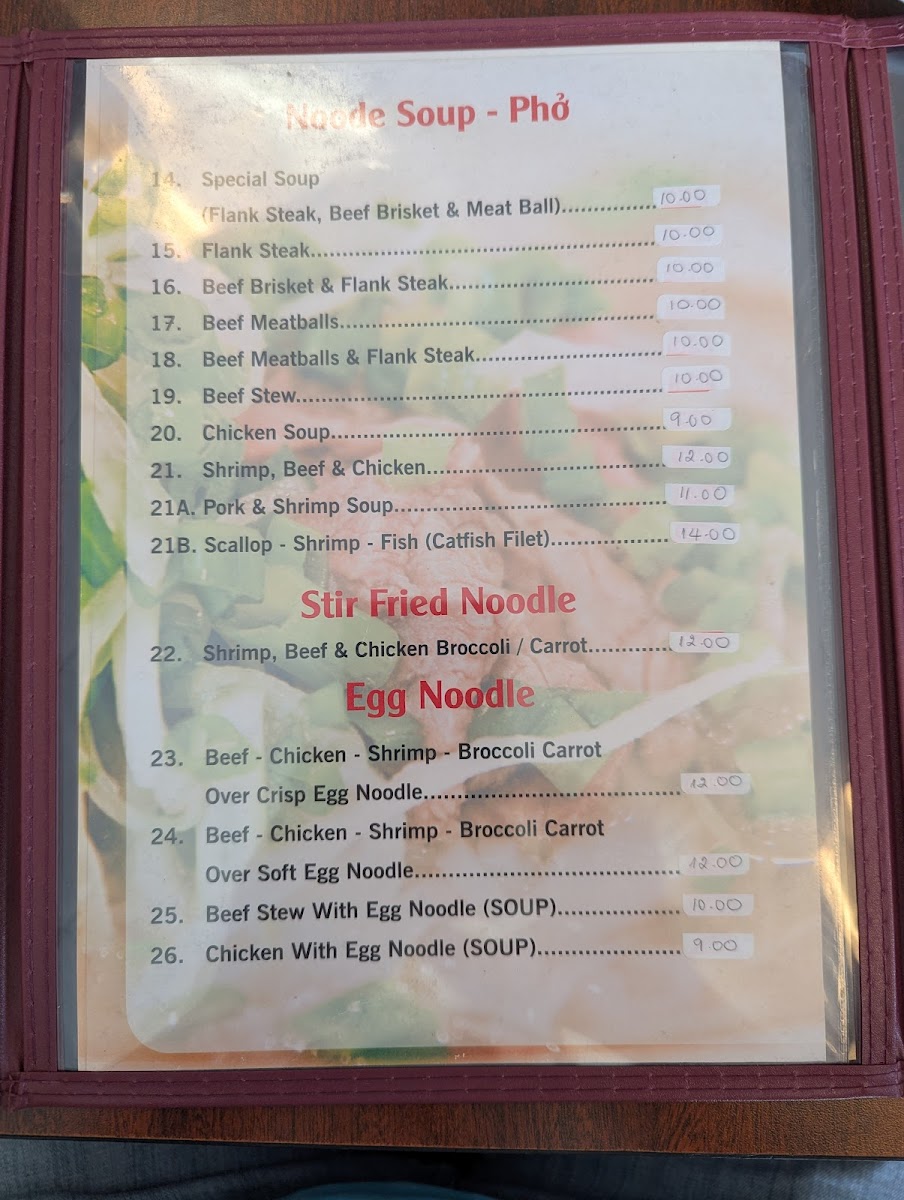 Noode Soup - Phở
14. Special Soup
(Flank Steak, Beef Brisket & Meat Ball)..............10.00
15. Flank Steak....................................................10.00
16. Beef Brisket & Flank Steak...............................10.00
17. Beef Meatballs................................................10.00
18. Beef Meatballs & Flank Steak............................10.00
19. Beef Stew.......................................................10.00
20. Chicken Soup..................................................9.00
21. Shrimp, Beef & Chicken....................................12.00
21A. Pork & Shrimp Soup.........................................11.00
21B. Scallop - Shrimp - Fish (Catfish Filet)..................14.00
Stir Fried Noodle
22. Shrimp, Beef & Chicken Broccoli / Carrot............12.00
Egg Noodle
23. Beef - Chicken - Shrimp - Broccoli Carrot
Over Crisp Egg Noodle......................................12.00
24. Beef - Chicken - Shrimp - Broccoli Carrot
Over Soft Egg Noodle........................................12.00
25. Beef Stew With Egg Noodle (SOUP)..................10.00
26. Chicken With Egg Noodle (SOUP).....................9.00